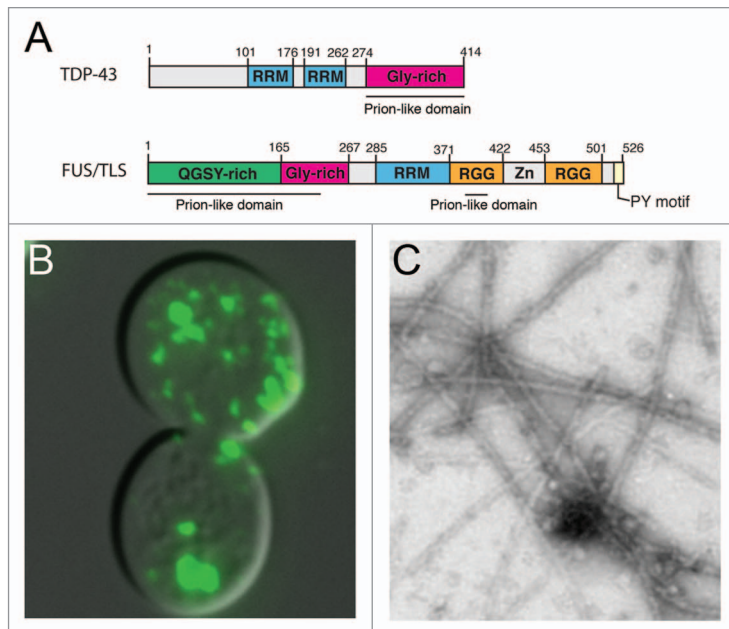 A
1 101 176 191 262 274 414
TDP-43 RRM RRM Gly-rich
Prion-like domain
1 165 267 285 371 422 453 501 526
FUS/TLS QGSY-rich Gly-rich RRM RGG Zn RGG
Prion-like domain Prion-like domain PY motif
B C